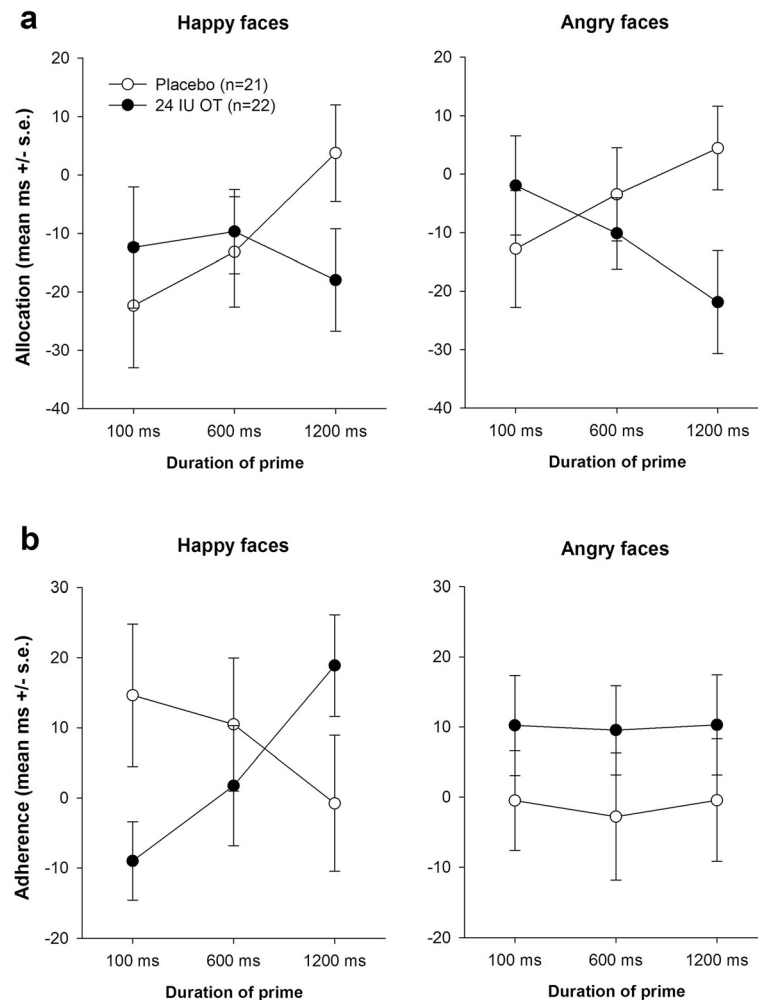 a
Happy faces
Angry faces
Allocation (mean ms +/- s.e.)
20
10
0
-10
-20
-30
-40
Placebo (n=21)
24 IU OT (n=22)
100 ms 600 ms 1200 ms
Duration of prime
20
10
0
-10
-20
-30
-40
100 ms 600 ms 1200 ms
Duration of prime
b
Happy faces
Angry faces
Adherence (mean ms +/- s.e.)
30
20
10
0
-10
-20
100 ms 600 ms 1200 ms
Duration of prime
30
20
10
0
-10
-20
100 ms 600 ms 1200 ms
Duration of prime